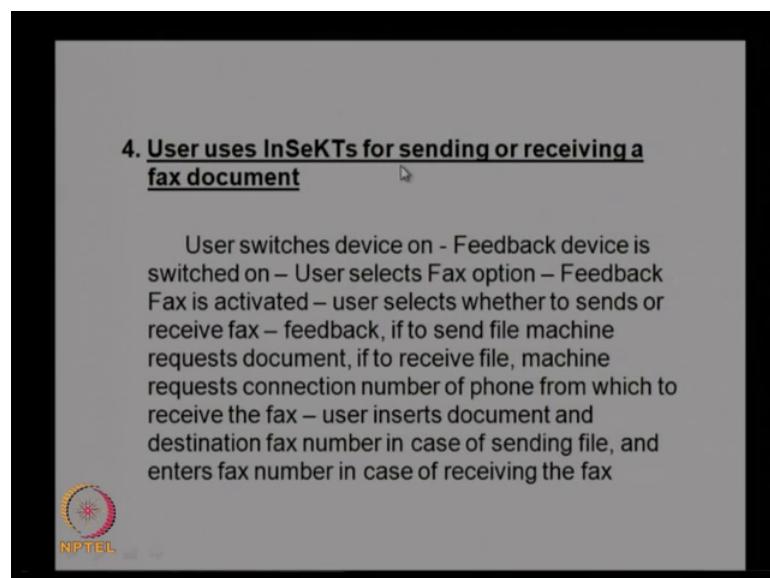 4. User uses InSeKTs for sending or receiving a
fax document
User switches device on - Feedback device is
switched on – User selects Fax option – Feedback
Fax is activated – user selects whether to sends or
receive fax – feedback, if to send file machine
requests document, if to receive file, machine
requests connection number of phone from which to
receive the fax – user inserts document and
destination fax number in case of sending file, and
enters fax number in case of receiving the fax
NPTEL